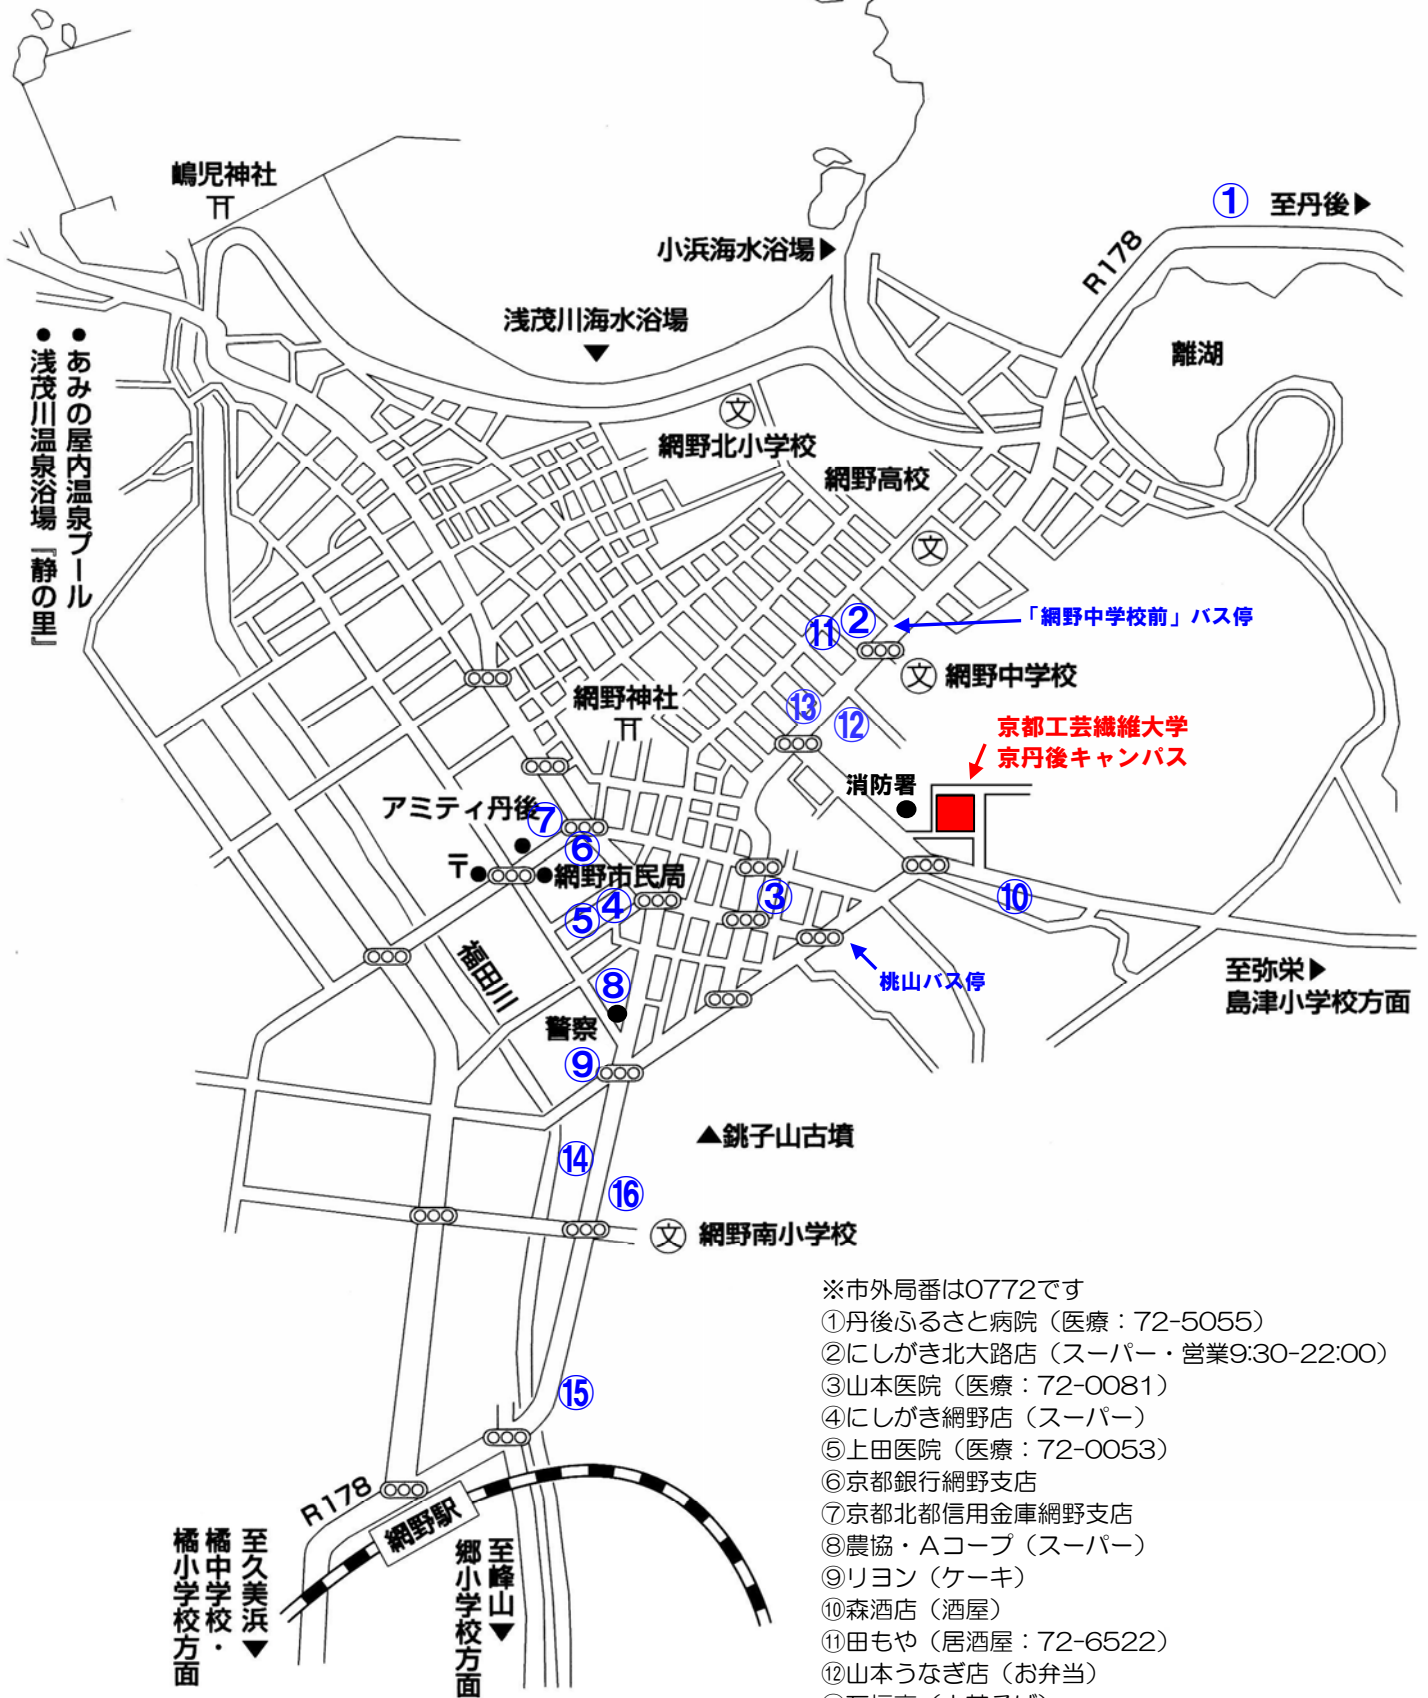 嶋児神社
① 至丹後▶
小浜海水浴場▶
R178
浅茂川海水浴場
▼
離湖
●あみの屋内温泉プール
●浅茂川温泉浴場『静の里』
文
網野北小学校
網野高校
文
⑪ ②
「網野中学校前」バス停
文 網野中学校
網野神社
⑬ ⑫
京都工芸繊維大学
京丹後キャンパス
消防署
アミティ丹後
⑦
⑥
〒
網野市民局
③
④
⑤
⑩
福田川
桃山バス停
至弥栄▶
島津小学校方面
⑧
警察
⑨
▲銚子山古墳
⑭
⑯
文 網野南小学校
⑮
R178
網野駅
至久美浜▼
橘中学校・
橘小学校方面
至峰山▼
郷小学校方面
※市外局番は0772です
①丹後ふるさと病院（医療：72-5055）
②にしがき北大路店（スーパー・営業9:30-22:00）
③山本医院（医療：72-0081）
④にしがき網野店（スーパー）
⑤上田医院（医療：72-0053）
⑥京都銀行網野支店
⑦京都北都信用金庫網野支店
⑧農協・Aコープ（スーパー）
⑨リヨン（ケーキ）
⑩森酒店（酒屋）
⑪田もや（居酒屋：72-6522）
⑫山本うなぎ店（お弁当）